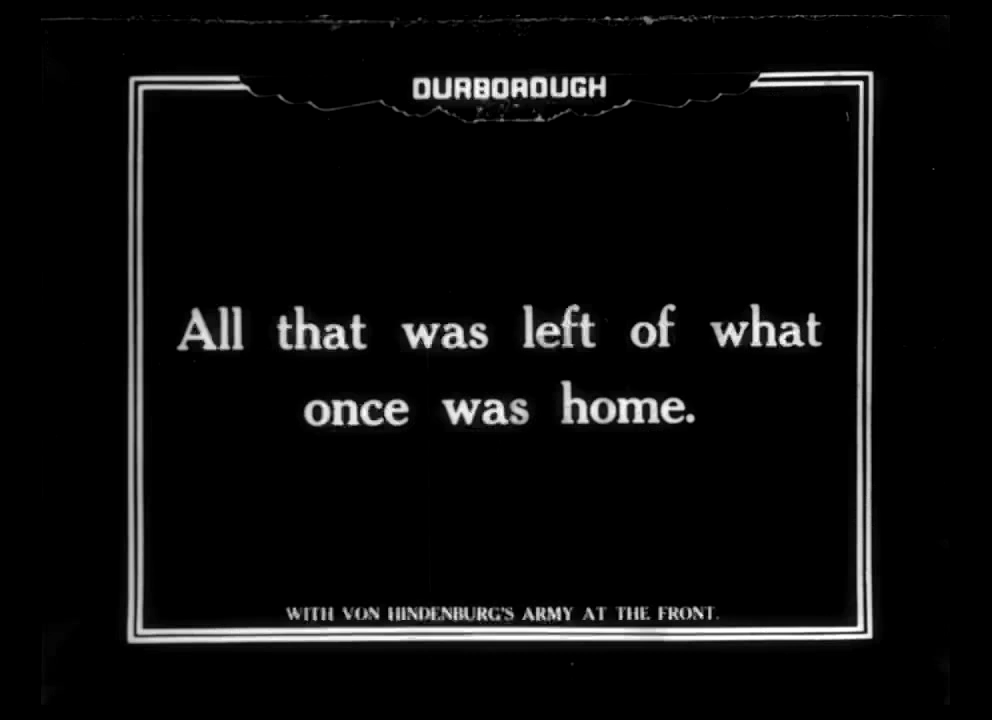 DURBOROUGH
All that was left of what
once was home.
WITH VON HINDENBURG'S ARMY AT THE FRONT.